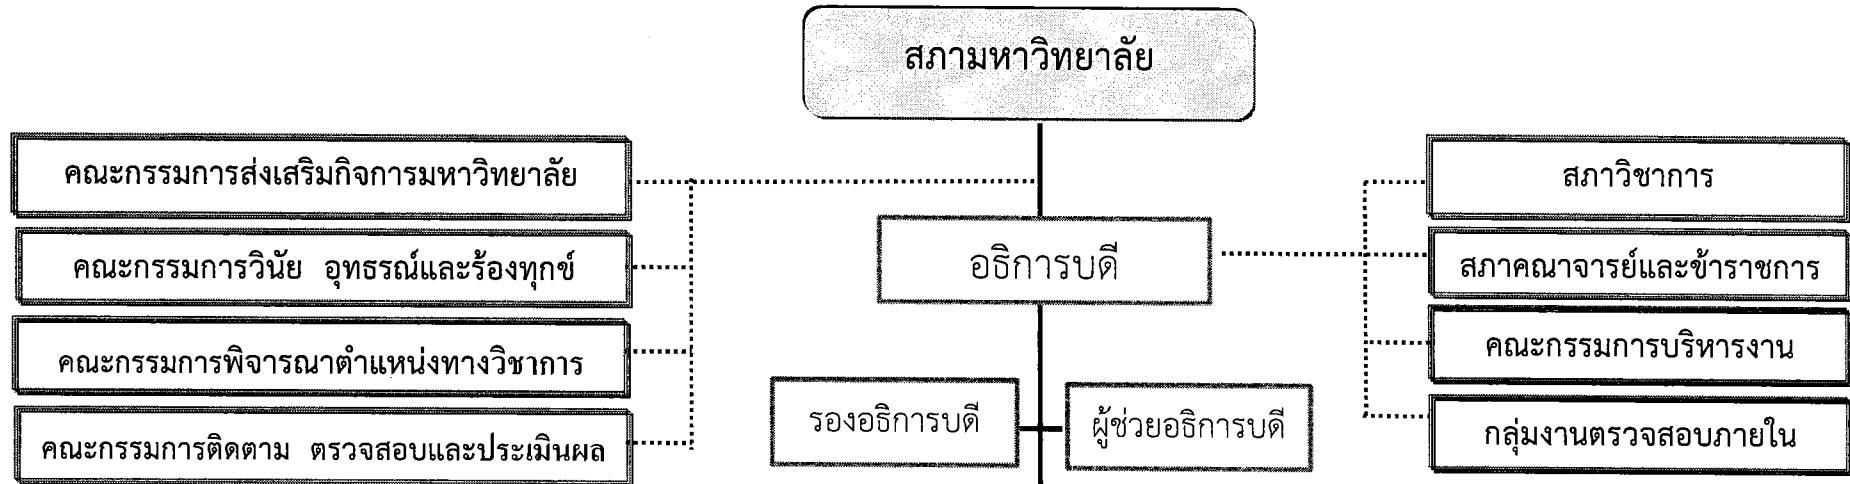 สภามหาวิทยาลัย
คณะกรรมการส่งเสริมกิจการมหาวิทยาลัย
คณะกรรมการวินัย อุทธรณ์และร้องทุกข์
คณะกรรมการพิจารณาตำแหน่งทางวิชาการ
คณะกรรมการติดตาม ตรวจสอบและประเมินผล
อธิการบดี
รองอธิการบดี
ผู้ช่วยอธิการบดี
สภาวิชาการ
สภาคณาจารย์และข้าราชการ
คณะกรรมการบริหารงาน
กลุ่มงานตรวจสอบภายใน